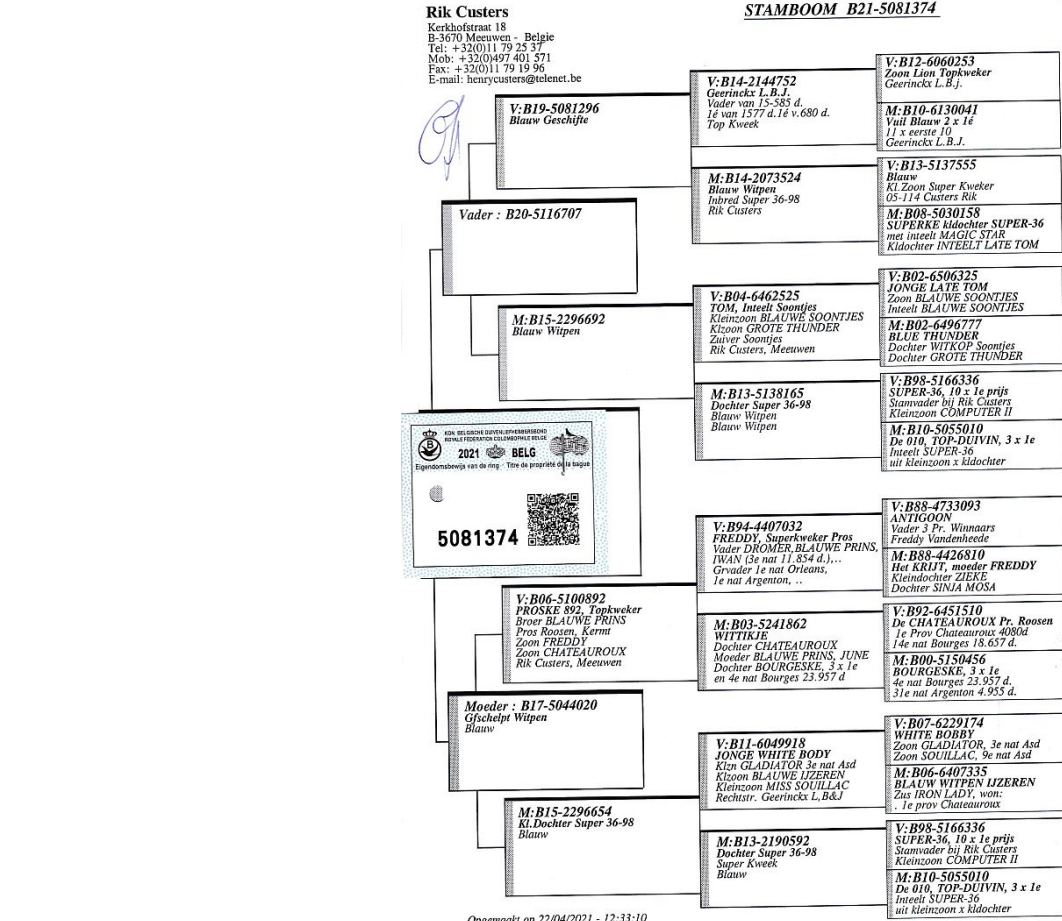 Rik Custers
Kerkhofstraat 18
B-3670 Meeuwen - Belgie
Tel: +32(0)11 79 25 37
Mob: +32(0)497 401 571
Fax: +32(0)11 79 19 96
E-mail: henrycusters@telenet.be
STAMBOOM B21-5081374
V:B19-5081296
Blauw Geschifte
Vader : B20-5116707
M:B15-2296692
Blauw Witpen
V:B14-2144752
Geerinckx L.B.J.
Vader van 15-585 d.
1é van 1577 d.1é v.680 d.
Top Kweek
M:B14-2073524
Blauw Witpen
Inbred Super 36-98
Rik Custers
V:B04-6462525
TOM, Inteelt Soontjes
Kleinzoon BLAUWE SOONTJES
Klzoon GROTE THUNDER
Zuiver Soontjes
Rik Custers, Meeuwen
M:B13-5138165
Dochter Super 36-98
Blauw Witpen
Blauw Witpen
V:B12-6060253
Zoon Lion Topkweker
Geerinckx L.B.j.
M:B10-6130041
Vuil Blauw 2 x 1é
11 x eerste 10
Geerinckx L.B.J.
V:B13-5137555
Blauw
Kl.Zoon Super Kweker
05-114 Custers Rik
M:B08-5030158
SUPERKE kldochter SUPER-36
met inteelt MAGIC STAR
Kldochter INTEELT LATE TOM
V:B02-6506325
JONGE LATE TOM
Zoon BLAUWE SOONTJES
Inteelt BLAUWE SOONTJES
M:B02-6496777
BLUE THUNDER
Dochter WITKOP Soontjes
Dochter GROTE THUNDER
V:B98-5166336
SUPER-36, 10 x 1e prijs
Stamvader bij Rik Custers
Kleinzoon COMPUTER II
M:B10-5055010
De 010, TOP-DUIVIN, 3 x 1e
Inteelt SUPER-36
uit kleinzoon x kldochter
KON. BELGISCHE DUIVENLIEFHEBBERSBOND
ROYALE FÉDÉRATION COLOMBOPHILE BELGE
2021 BELG
Eigendomsbewijs van de ring - Titre de propriété de la bague
5081374
V:B06-5100892
PROSKE 892, Topkweker
Broer BLAUWE PRINS
Pros Roosen, Kermt
Zoon FREDDY
Zoon CHATEAUROUX
Rik Custers, Meeuwen
Moeder : B17-5044020
Gfschelpt Witpen
Blauw
M:B15-2296654
Kl.Dochter Super 36-98
Blauw
V:B94-4407032
FREDDY, Superkweker Pros
Vader DROMER,BLAUWE PRINS,
IWAN (3e nat 11.854 d.),..
Grvader 1e nat Orleans,
1e nat Argenton, ..
M:B03-5241862
WITTIKJE
Dochter CHATEAUROUX
Moeder BLAUWE PRINS, JUNE
Dochter BOURGESKE, 3 x 1e
en 4e nat Bourges 23.957 d
V:B11-6049918
JONGE WHITE BODY
Klzn GLADIATOR 3e nat Asd
Klzoon BLAUWE IJZEREN
Kleinzoon MISS SOUILLAC
Rechtstr. Geerinckx L,B&J
M:B13-2190592
Dochter Super 36-98
Super Kweek
Blauw
V:B88-4733093
ANTIGOON
Vader 3 Pr. Winnaars
Freddy Vandenheede
M:B88-4426810
Het KRIJT, moeder FREDDY
Kleindochter ZIEKE
Dochter SINJA MOSA
V:B92-6451510
De CHATEAUROUX Pr. Roosen
1e Prov Chateauroux 4080d
14e nat Bourges 18.657 d.
M:B00-5150456
BOURGESKE, 3 x 1e
4e nat Bourges 23.957 d.
31e nat Argenton 4.955 d.
V:B07-6229174
WHITE BOBBY
Zoon GLADIATOR, 3e nat Asd
Zoon SOUILLAC, 9e nat Asd
M:B06-6407335
BLAUW WITPEN IJZEREN
Zus IRON LADY, won:
. 1e prov Chateauroux
V:B98-5166336
SUPER-36, 10 x 1e prijs
Stamvader bij Rik Custers
Kleinzoon COMPUTER II
M:B10-5055010
De 010, TOP-DUIVIN, 3 x 1e
Inteelt SUPER-36
uit kleinzoon x kldochter
Opgemaakt op 22/04/2021 - 12:33:10